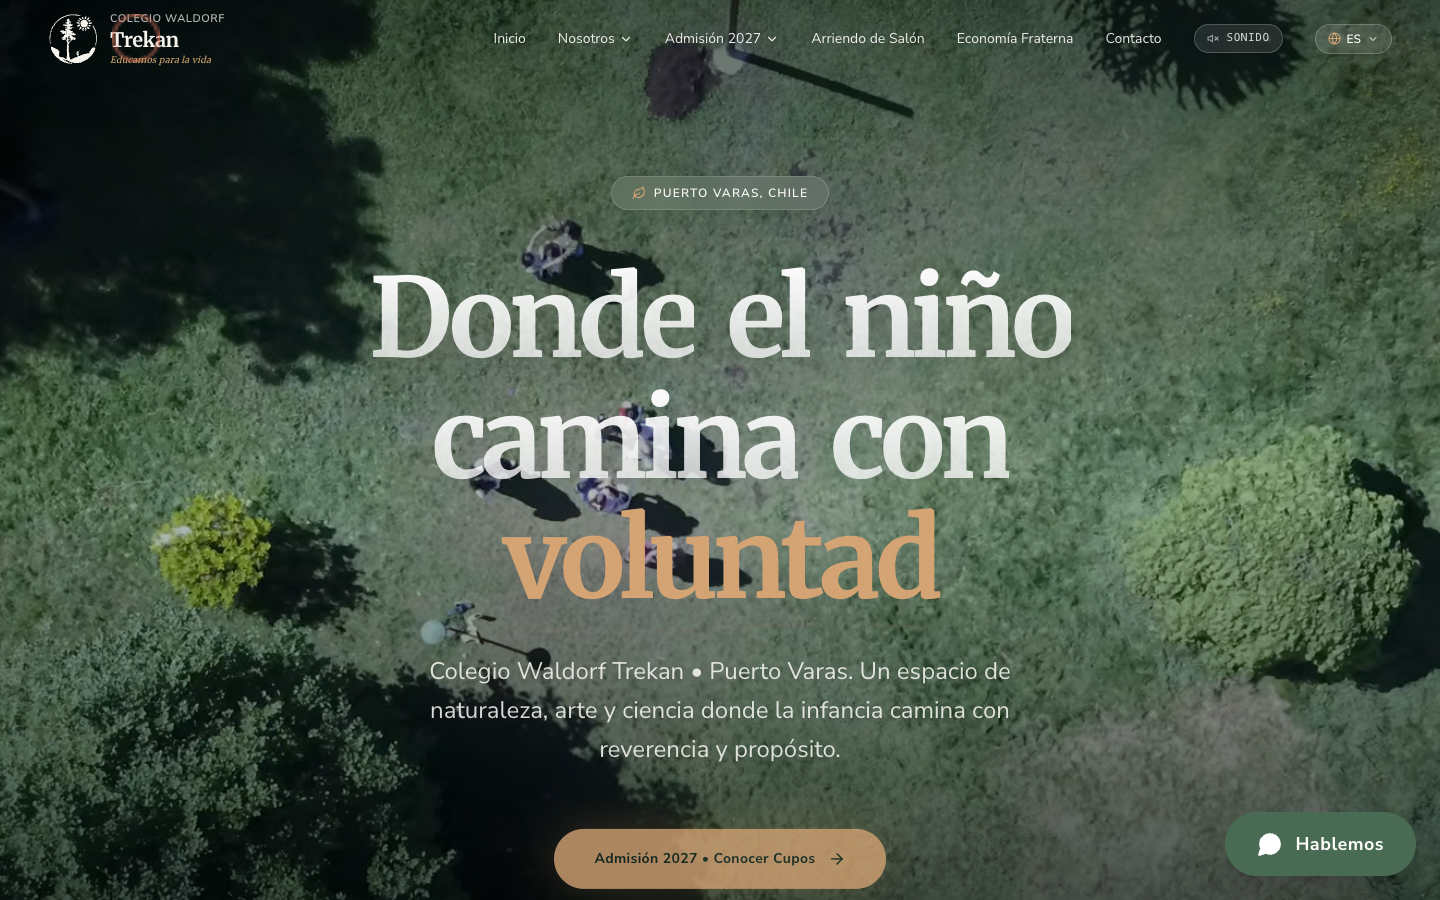 COLEGIO WALDORF
Trekan
Educamos para la vida
Inicio
Nosotros
Admisión 2027
Arriendo de Salón
Economía Fraterna
Contacto
SONIDO
ES
PUERTO VARAS, CHILE
Donde el niño
camina con
voluntad
Colegio Waldorf Trekan • Puerto Varas. Un espacio de
naturaleza, arte y ciencia donde la infancia camina con
reverencia y propósito.
Admisión 2027 • Conocer Cupos
Hablemos